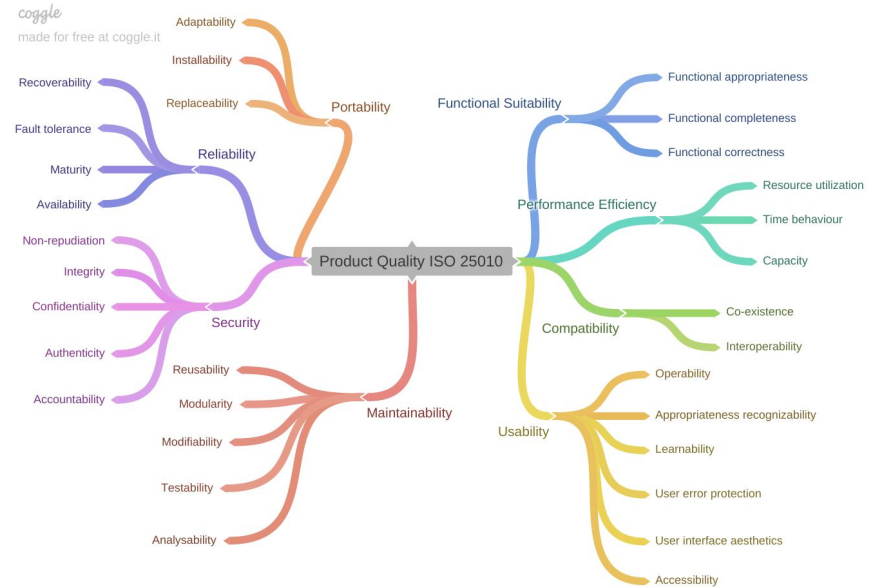 coggle
made for free at coggle.it
Adaptability
Installability
Replaceability
Portability
Recoverability
Fault tolerance
Maturity
Availability
Reliability
Non-repudiation
Integrity
Confidentiality
Authenticity
Accountability
Security
Reusability
Modularity
Modifiability
Testability
Analysability
Maintainability
Product Quality ISO 25010
Functional Suitability
Functional appropriateness
Functional completeness
Functional correctness
Performance Efficiency
Resource utilization
Time behaviour
Capacity
Compatibility
Co-existence
Interoperability
Usability
Operability
Appropriateness recognizability
Learnability
User error protection
User interface aesthetics
Accessibility